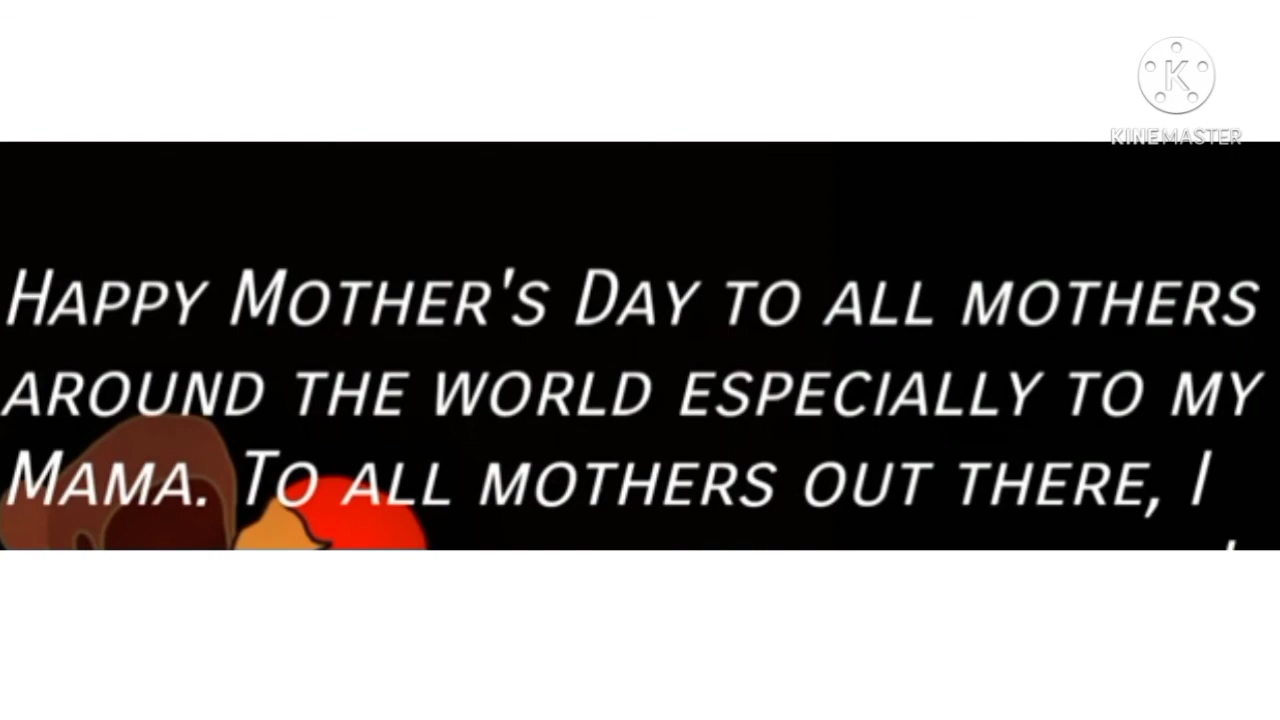 K
KINEMASTER
HAPPY MOTHER'S DAY TO ALL MOTHERS
AROUND THE WORLD ESPECIALLY TO MY
MAMA. TO ALL MOTHERS OUT THERE, I